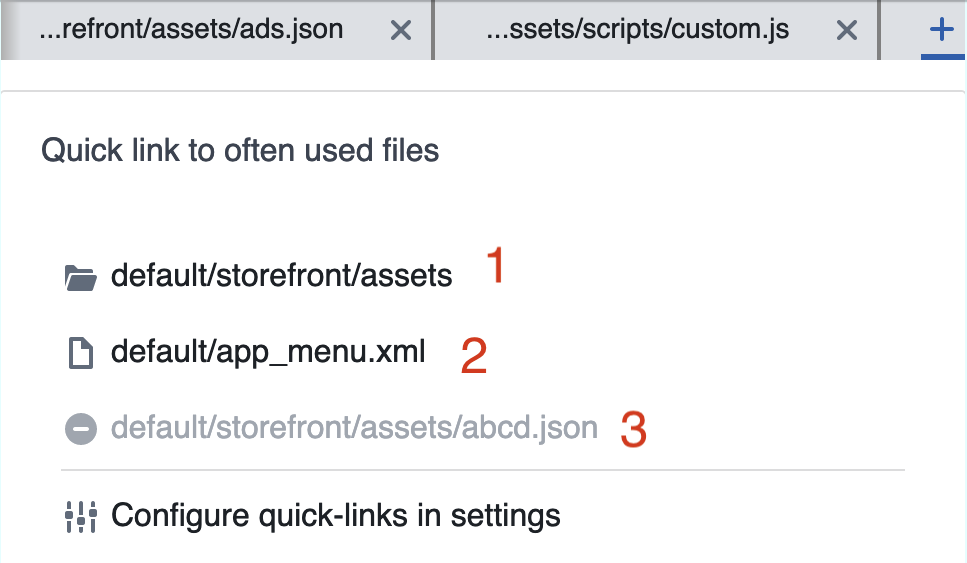 ...refront/assets/ads.json ...ssets/scripts/custom.js
Quick link to often used files
default/storefront/assets 1
default/app_menu.xml 2
default/storefront/assets/abcd.json 3
Configure quick-links in settings